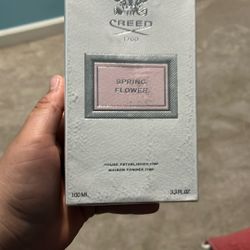 CREED
1760
SPRING
FLOWER
HOUSE ESTABLISHED 1760
MAISON FONDÉE 1760
100 ML
3.3 FL.OZ